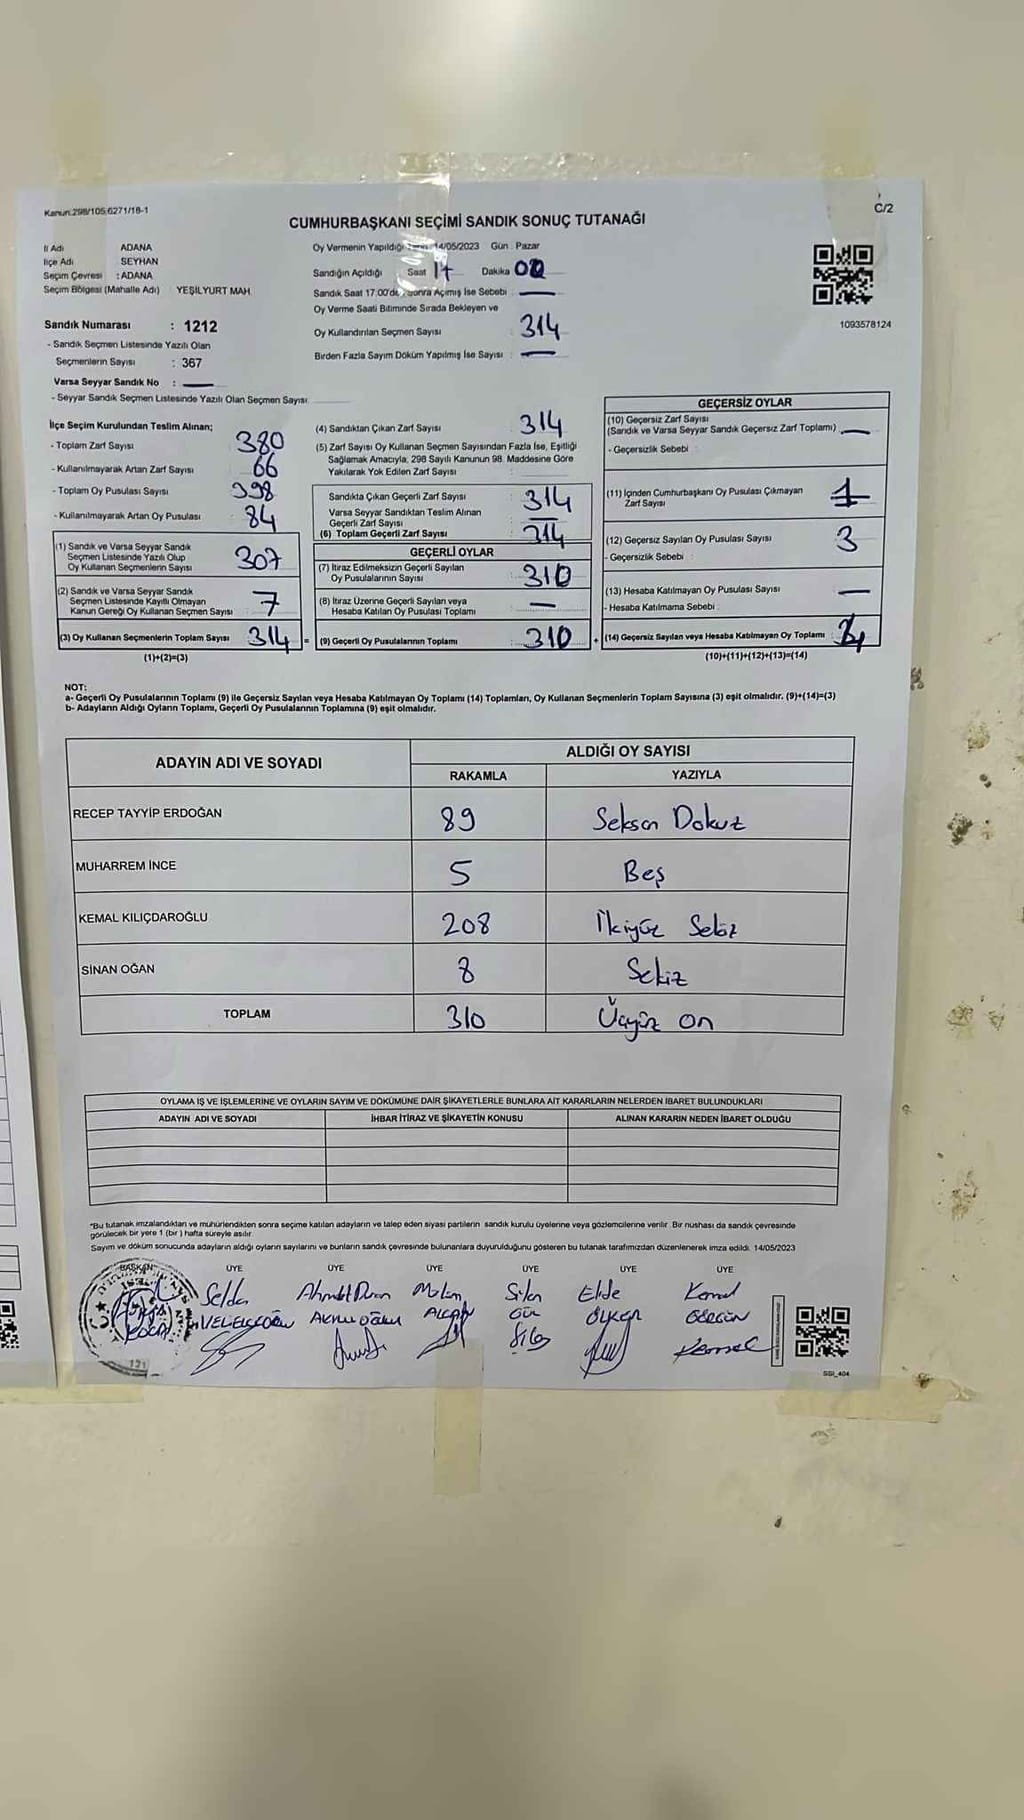 Kanun:298/105;6271/18-1
C/2
CUMHURBAŞKANI SEÇİMİ SANDIK SONUÇ TUTANAĞI
İl Adı ADANA
İlçe Adı SEYHAN
Seçim Çevresi : ADANA
Seçim Bölgesi (Mahalle Adı) YEŞİLYURT MAH.
Sandık Numarası : 1212
- Sandık Seçmen Listesinde Yazılı Olan
Seçmenlerin Sayısı : 367
Varsa Seyyar Sandık No : —
- Seyyar Sandık Seçmen Listesinde Yazılı Olan Seçmen Sayısı
Oy Vermenin Yapıldığı 14/05/2023 Gün : Pazar
Sandığın Açıldığı Saat 17 Dakika 02
Sandık Saat 17.00'den Sonra Açımış İse Sebebi : —
Oy Verme Saati Bitiminde Sırada Bekleyen ve
Oy Kullandırılan Seçmen Sayısı : 314
Birden Fazla Sayım Döküm Yapılmış İse Sayısı : —
1093578124
İlçe Seçim Kurulundan Teslim Alınan;
- Toplam Zarf Sayısı : 380
- Kullanılmayarak Artan Zarf Sayısı : 66
- Toplam Oy Pusulası Sayısı : 398
- Kullanılmayarak Artan Oy Pusulası : 84
(1) Sandık ve Varsa Seyyar Sandık
Seçmen Listesinde Yazılı Olup
Oy Kullanan Seçmenlerin Sayısı : 307
(2) Sandık ve Varsa Seyyar Sandık
Seçmen Listesinde Kayıtlı Olmayan
Kanun Gereği Oy Kullanan Seçmen Sayısı : 7
(3) Oy Kullanan Seçmenlerin Toplam Sayısı : 314
(1)+(2)=(3)
(4) Sandıktan Çıkan Zarf Sayısı : 314
(5) Zarf Sayısı Oy Kullanan Seçmen Sayısından Fazla İse, Eşitliği
Sağlamak Amacıyla, 298 Sayılı Kanunun 98. Maddesine Göre
Yakılarak Yok Edilen Zarf Sayısı :
Sandıkta Çıkan Geçerli Zarf Sayısı : 314
Varsa Seyyar Sandıktan Teslim Alınan
Geçerli Zarf Sayısı : —
(6) Toplam Geçerli Zarf Sayısı : 314
GEÇERLİ OYLAR
(7) İtiraz Edilmeksizin Geçerli Sayılan
Oy Pusulalarının Sayısı : 310
(8) İtiraz Üzerine Geçerli Sayılan veya
Hesaba Katılan Oy Pusulası Toplamı : —
= (9) Geçerli Oy Pusulalarının Toplamı : 310 +
GEÇERSİZ OYLAR
(10) Geçersiz Zarf Sayısı
(Sandık ve Varsa Seyyar Sandık Geçersiz Zarf Toplamı) : —
- Geçersizlik Sebebi :
(11) İçinden Cumhurbaşkanı Oy Pusulası Çıkmayan
Zarf Sayısı : 1
(12) Geçersiz Sayılan Oy Pusulası Sayısı : 3
- Geçersizlik Sebebi :
(13) Hesaba Katılmayan Oy Pusulası Sayısı : —
- Hesaba Katılmama Sebebi :
(14) Geçersiz Sayılan veya Hesaba Katılmayan Oy Toplamı : 4
(10)+(11)+(12)+(13)=(14)
NOT:
a- Geçerli Oy Pusulalarının Toplamı (9) ile Geçersiz Sayılan veya Hesaba Katılmayan Oy Toplamı (14) Toplamları, Oy Kullanan Seçmenlerin Toplam Sayısına (3) eşit olmalıdır. (9)+(14)=(3)
b- Adayların Aldığı Oyların Toplamı, Geçerli Oy Pusulalarının Toplamına (9) eşit olmalıdır.
ADAYIN ADI VE SOYADI ALDIĞI OY SAYISI
RAKAMLA YAZIYLA
RECEP TAYYİP ERDOĞAN 89 Seksen Dokuz
MUHARREM İNCE 5 Beş
KEMAL KILIÇDAROĞLU 208 İkiyüz Sekiz
SİNAN OĞAN 8 Sekiz
TOPLAM 310 Üçyüz on
OYLAMA İŞ VE İŞLEMLERİNE VE OYLARIN SAYIM VE DÖKÜMÜNE DAİR ŞİKAYETLERLE BUNLARA AİT KARARLARIN NELERDEN İBARET BULUNDUKLARI
ADAYIN ADI VE SOYADI İHBAR İTİRAZ VE ŞİKAYETİN KONUSU ALINAN KARARIN NEDEN İBARET OLDUĞU
*Bu tutanak imzalandıktan ve mühürlendikten sonra seçime katılan adayların ve talep eden siyasi partilerin sandık kurulu üyelerine veya gözlemcilerine verilir. Bir nüshası da sandık çevresinde
görülecek bir yere 1 (bir) hafta süreyle asılır.
Sayım ve döküm sonucunda adayların aldığı oyların sayılarını ve bunların sandık çevresinde bulunanlara duyurulduğunu gösteren bu tutanak tarafımızdan düzenlenerek imza edildi. 14/05/2023
BAŞKAN ÜYE ÜYE ÜYE ÜYE ÜYE ÜYE
Selda Meltem Kemal
GÜL ÜLKER
131
SSI_404